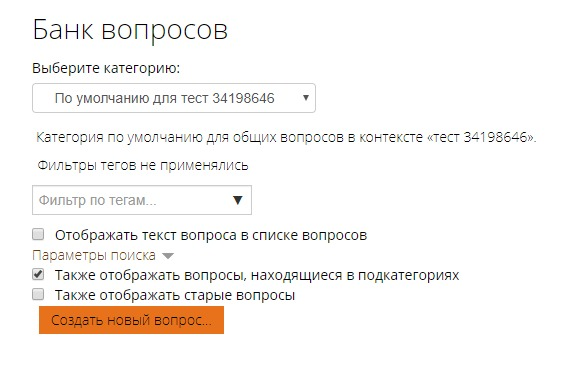 Банк вопросов
Выберите категорию:
По умолчанию для тест 34198646
Категория по умолчанию для общих вопросов в контексте «тест 34198646».
Фильтры тегов не применялись
Фильтр по тегам...
Отображать текст вопроса в списке вопросов
Параметры поиска
Также отображать вопросы, находящиеся в подкатегориях
Также отображать старые вопросы
Создать новый вопрос...